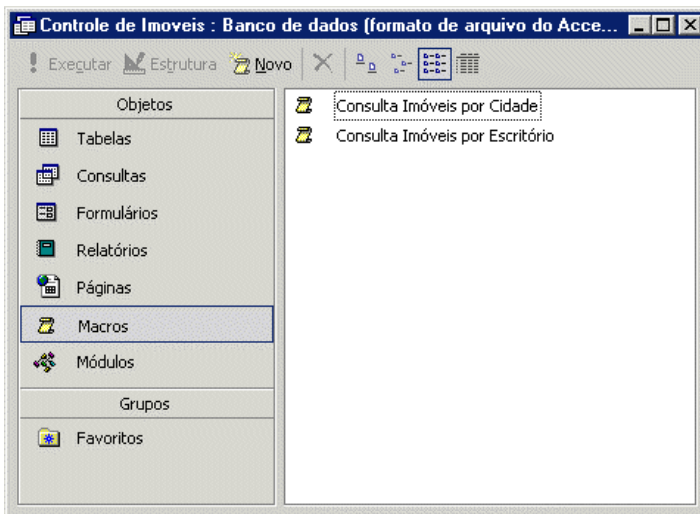 Controle de Imoveis : Banco de dados (formato de arquivo do Acce...
Executar Estrutura Novo
Objetos
Tabelas
Consultas
Formulários
Relatórios
Páginas
Macros
Módulos
Grupos
Favoritos
Consulta Imóveis por Cidade
Consulta Imóveis por Escritório